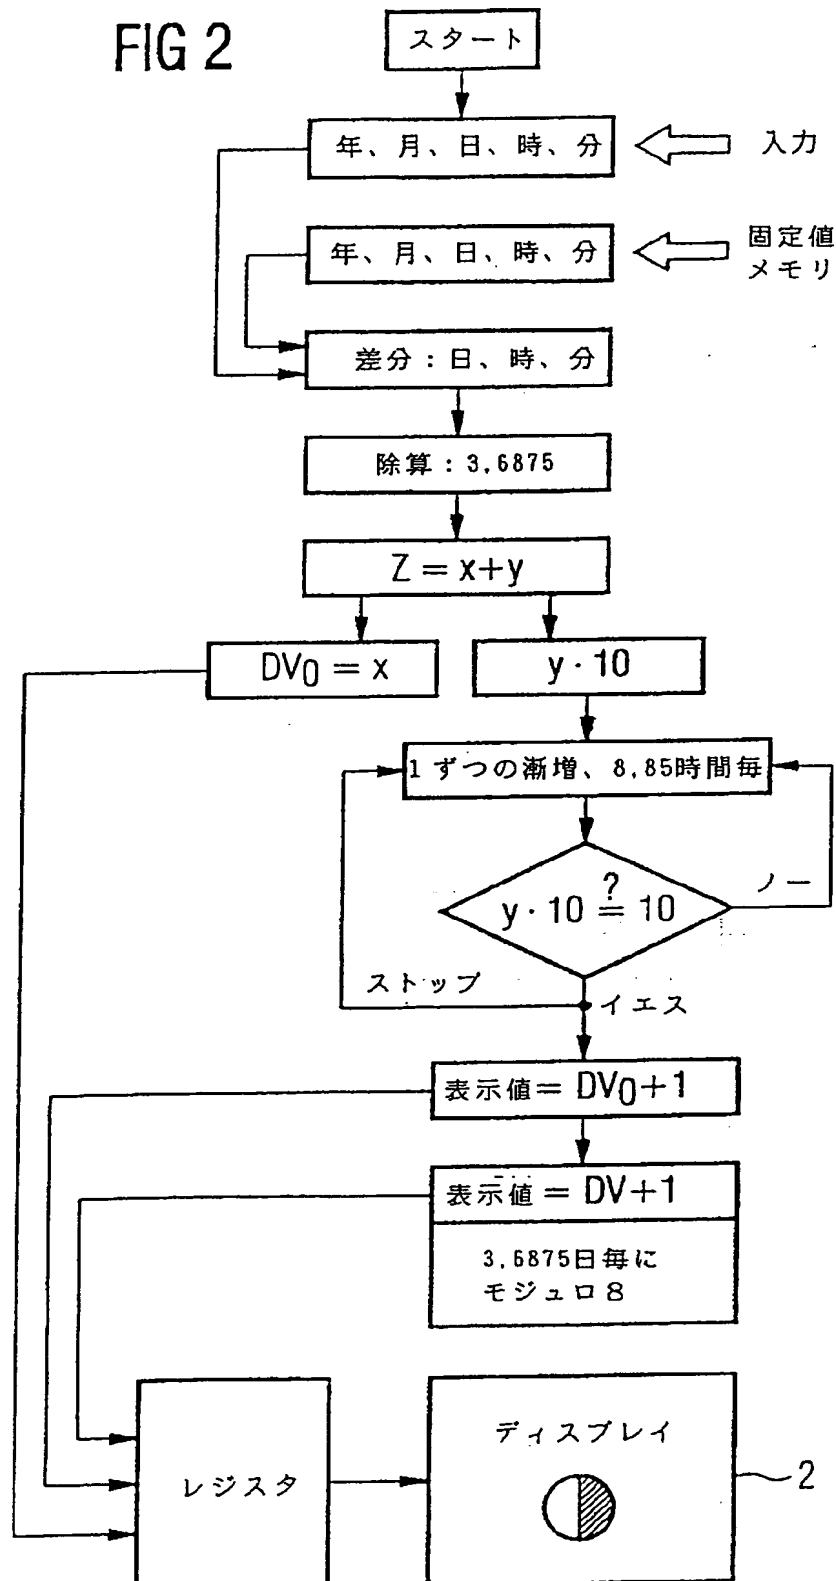 FIG 2
スタート
年、月、日、時、分
入力
年、月、日、時、分
固定値
メモリ
差分：日、時、分
除算：3,6875
Z = x+y
DV0 = x
y · 10
1 ずつの漸増、8,85時間毎
?
y · 10 = 10
ノー
ストップ
イエス
表示値 = DV0+1
表示値 = DV+1
3,6875日毎に
モジュロ8
レジスタ
ディスプレイ
2